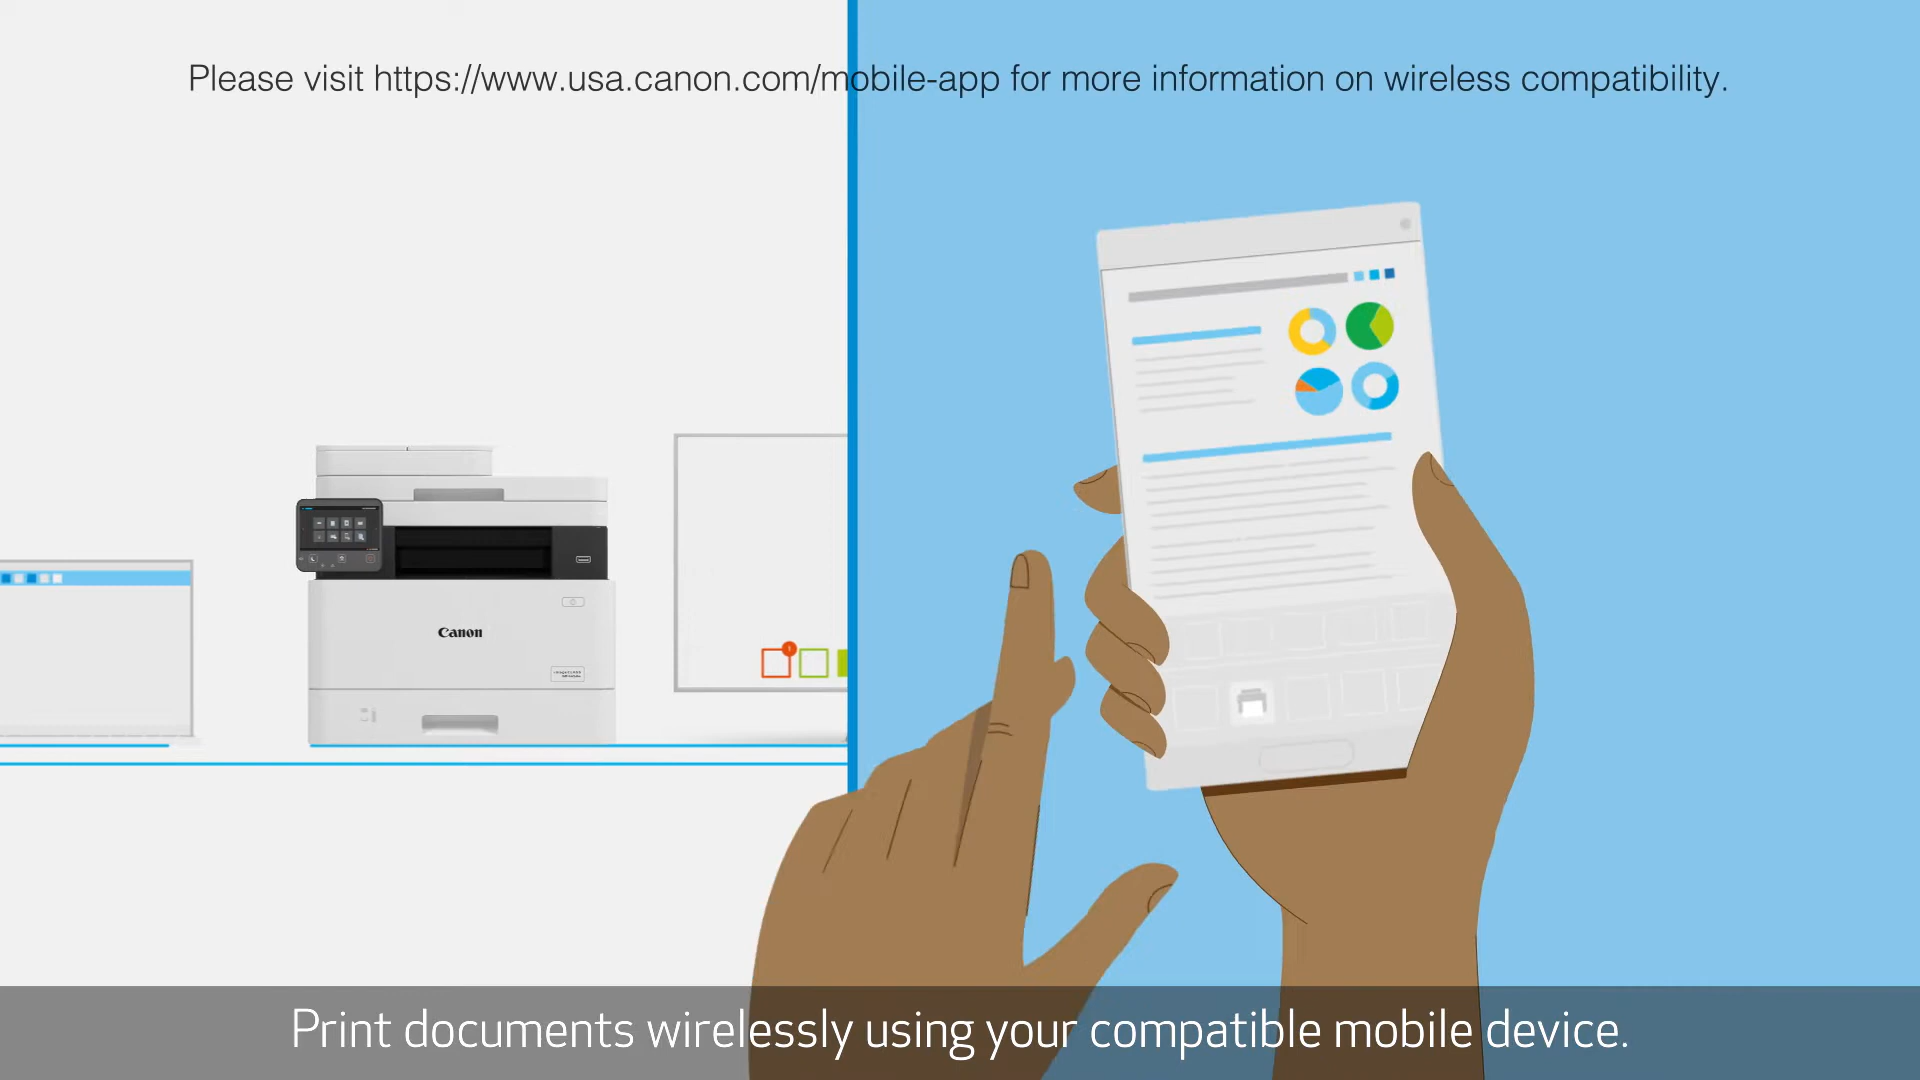 Please visit https://www.usa.canon.com/mobile-app for more information on wireless compatibility.
Canon
Print documents wirelessly using your compatible mobile device.